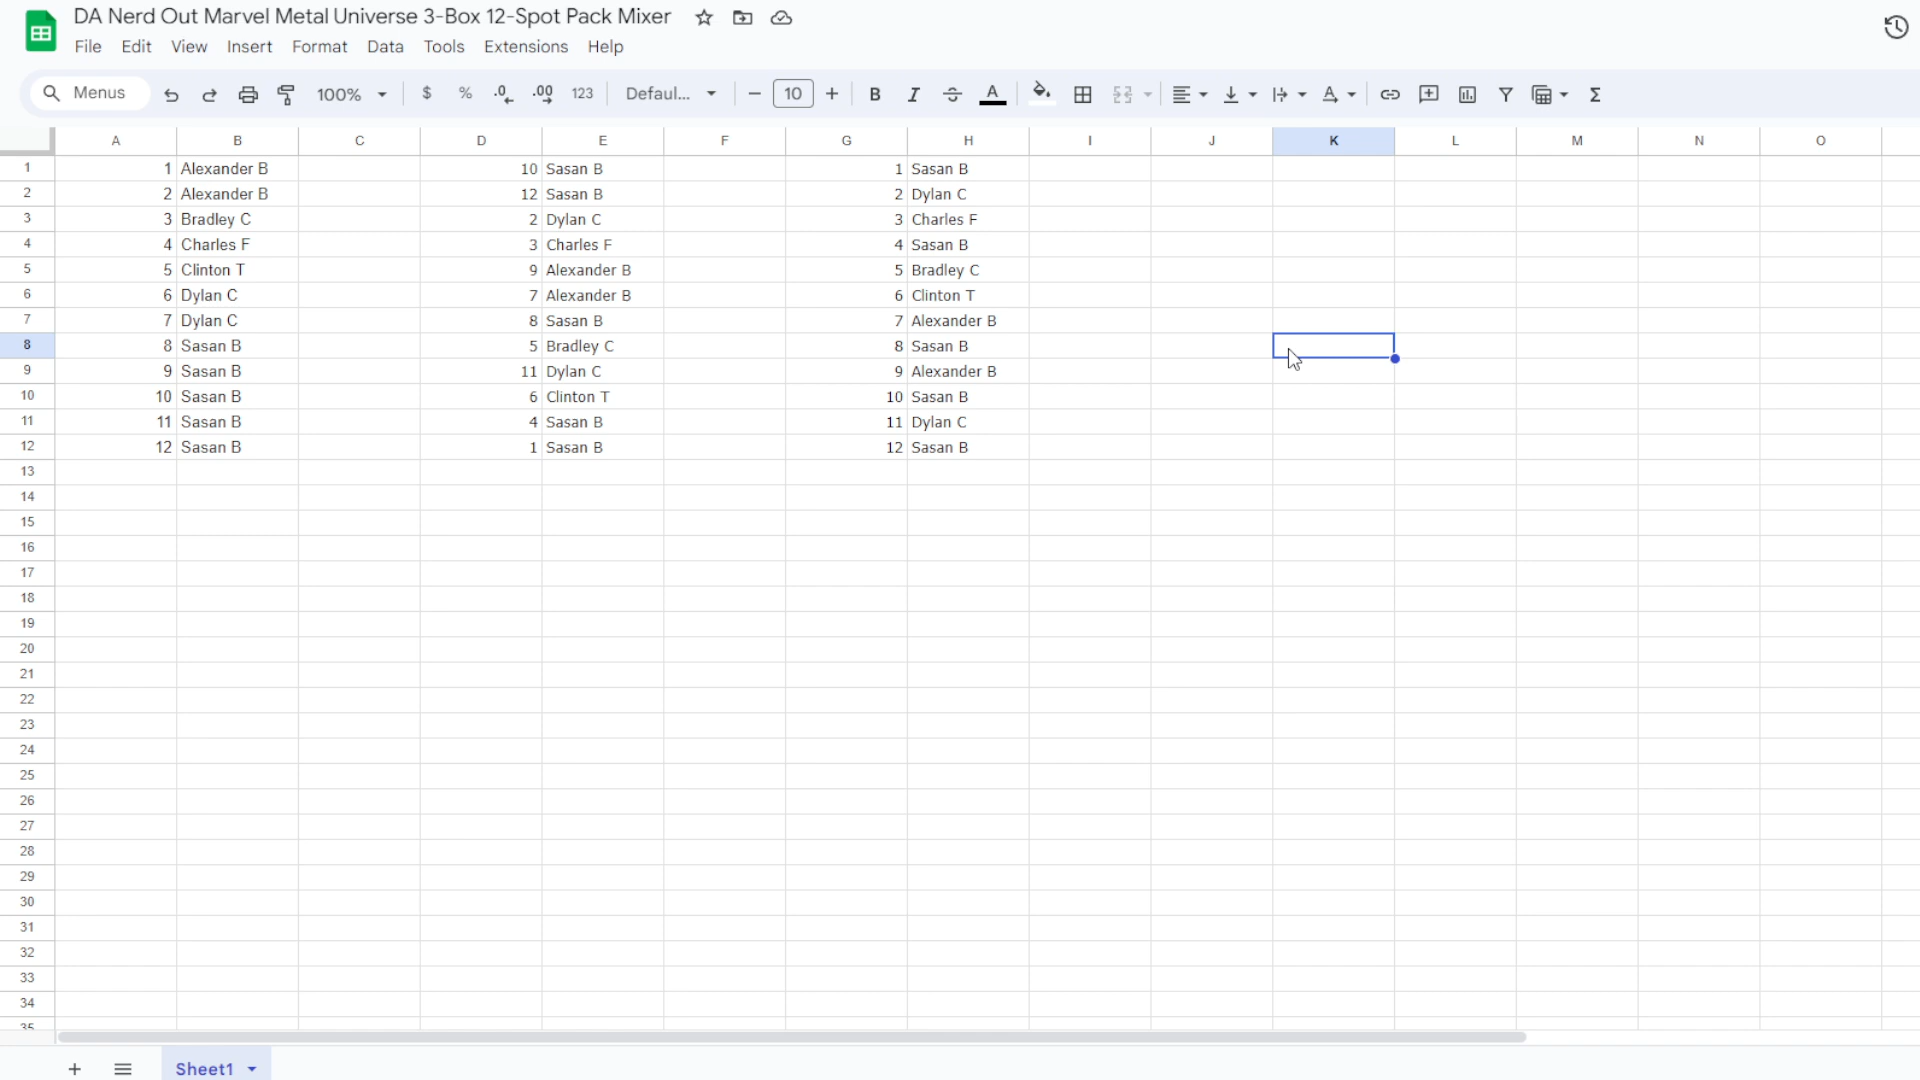 DA Nerd Out Marvel Metal Universe 3-Box 12-Spot Pack Mixer
File Edit View Insert Format Data Tools Extensions Help
Menus 100% $ % .0 .00 123 Defaul... 10 B I A Σ
A B C D E F G H I J K L M N O
1 1 Alexander B 10 Sasan B 1 Sasan B
2 2 Alexander B 12 Sasan B 2 Dylan C
3 3 Bradley C 2 Dylan C 3 Charles F
4 4 Charles F 3 Charles F 4 Sasan B
5 5 Clinton T 9 Alexander B 5 Bradley C
6 6 Dylan C 7 Alexander B 6 Clinton T
7 7 Dylan C 8 Sasan B 7 Alexander B
8 8 Sasan B 5 Bradley C 8 Sasan B
9 9 Sasan B 11 Dylan C 9 Alexander B
10 10 Sasan B 6 Clinton T 10 Sasan B
11 11 Sasan B 4 Sasan B 11 Dylan C
12 12 Sasan B 1 Sasan B 12 Sasan B
13
14
15
16
17
18
19
20
21
22
23
24
25
26
27
28
29
30
31
32
33
34
35
Sheet1